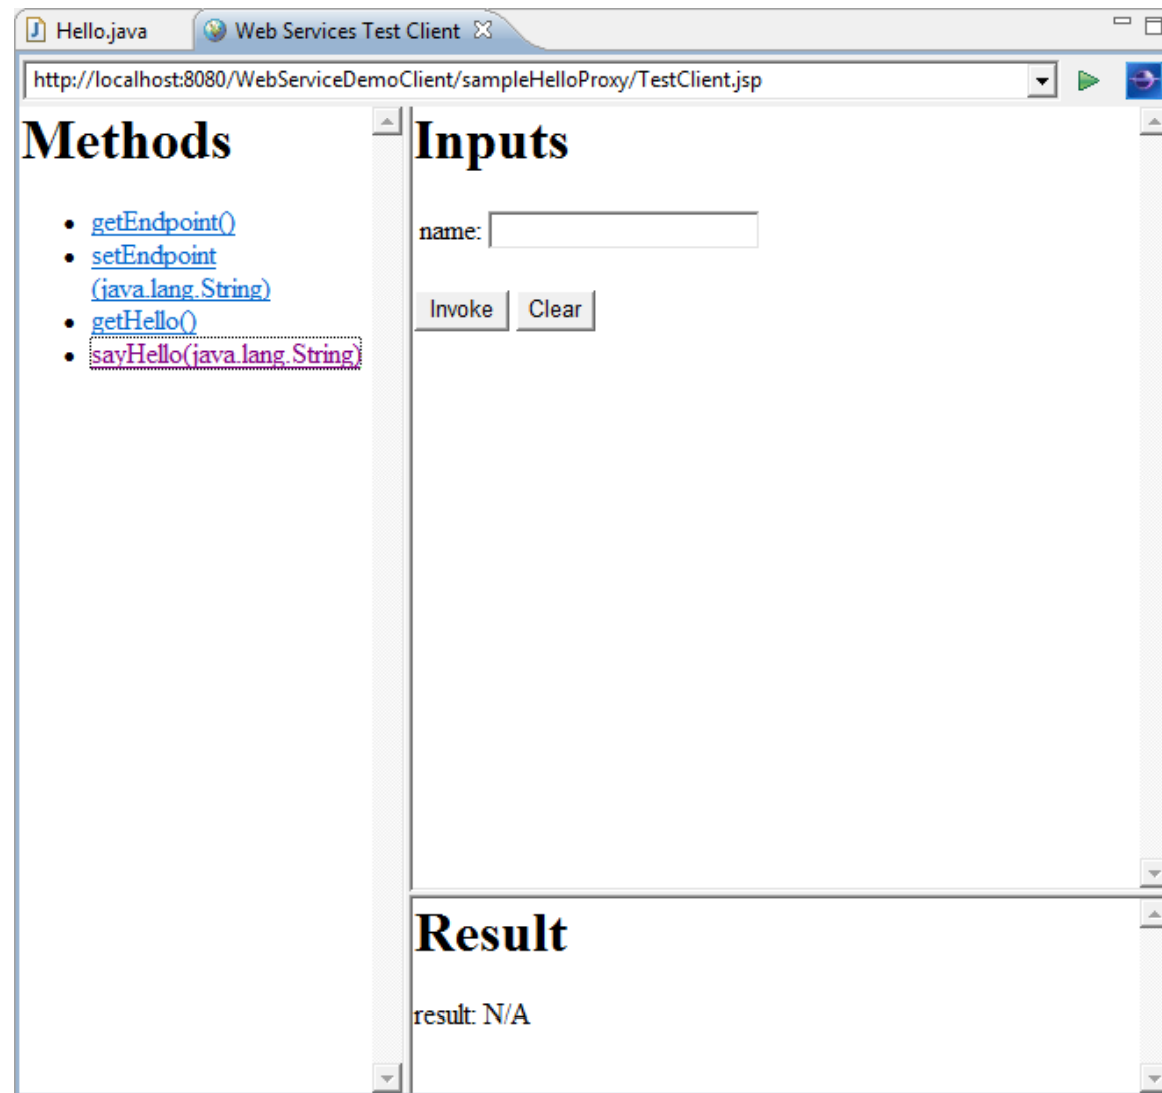 Hello.java
Web Services Test Client
http://localhost:8080/WebServiceDemoClient/sampleHelloProxy/TestClient.jsp
Methods
getEndpoint()
setEndpoint
(java.lang.String)
getHello()
sayHello(java.lang.String)
Inputs
name:
Invoke Clear
Result
result: N/A